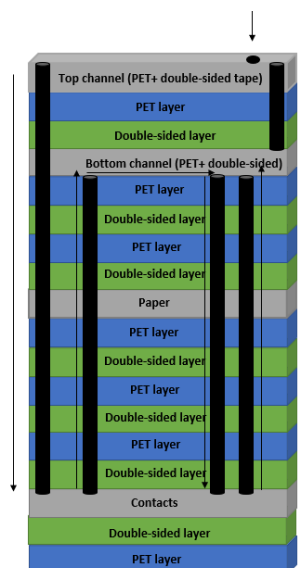 Top channel (PET+ double-sided tape)
PET layer
Double-sided layer
Bottom channel (PET+ double-sided)
PET layer
Double-sided layer
PET layer
Double-sided layer
Paper
PET layer
Double-sided layer
PET layer
Double-sided layer
PET layer
Double-sided layer
Contacts
Double-sided layer
PET layer